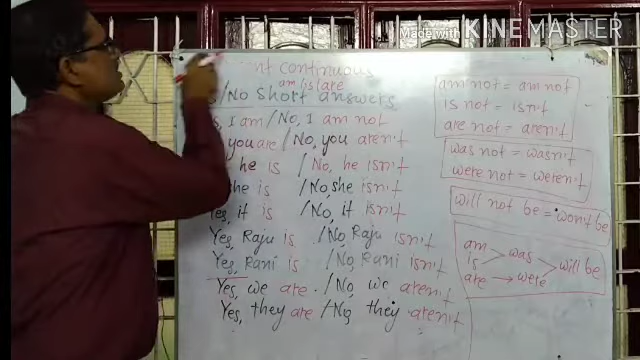 Made with KINEMASTER
nt continuous
am/is/are
/No short answers
I am /No, I am not
you are /No, you aren't
he is /No, he isn't
she is /No, she isn't
Yes, it is /No, it isn't
Yes, Raju is /No, Raju isn't
Yes, Rani is /No, Rani isn't
Yes, we are /No, we aren't
Yes, they are /No, they aren't
am not = am not
is not = isn't
are not = aren't
was not = wasn't
were not = weren't
will not be = won't be
am
is
are
was
were
will be